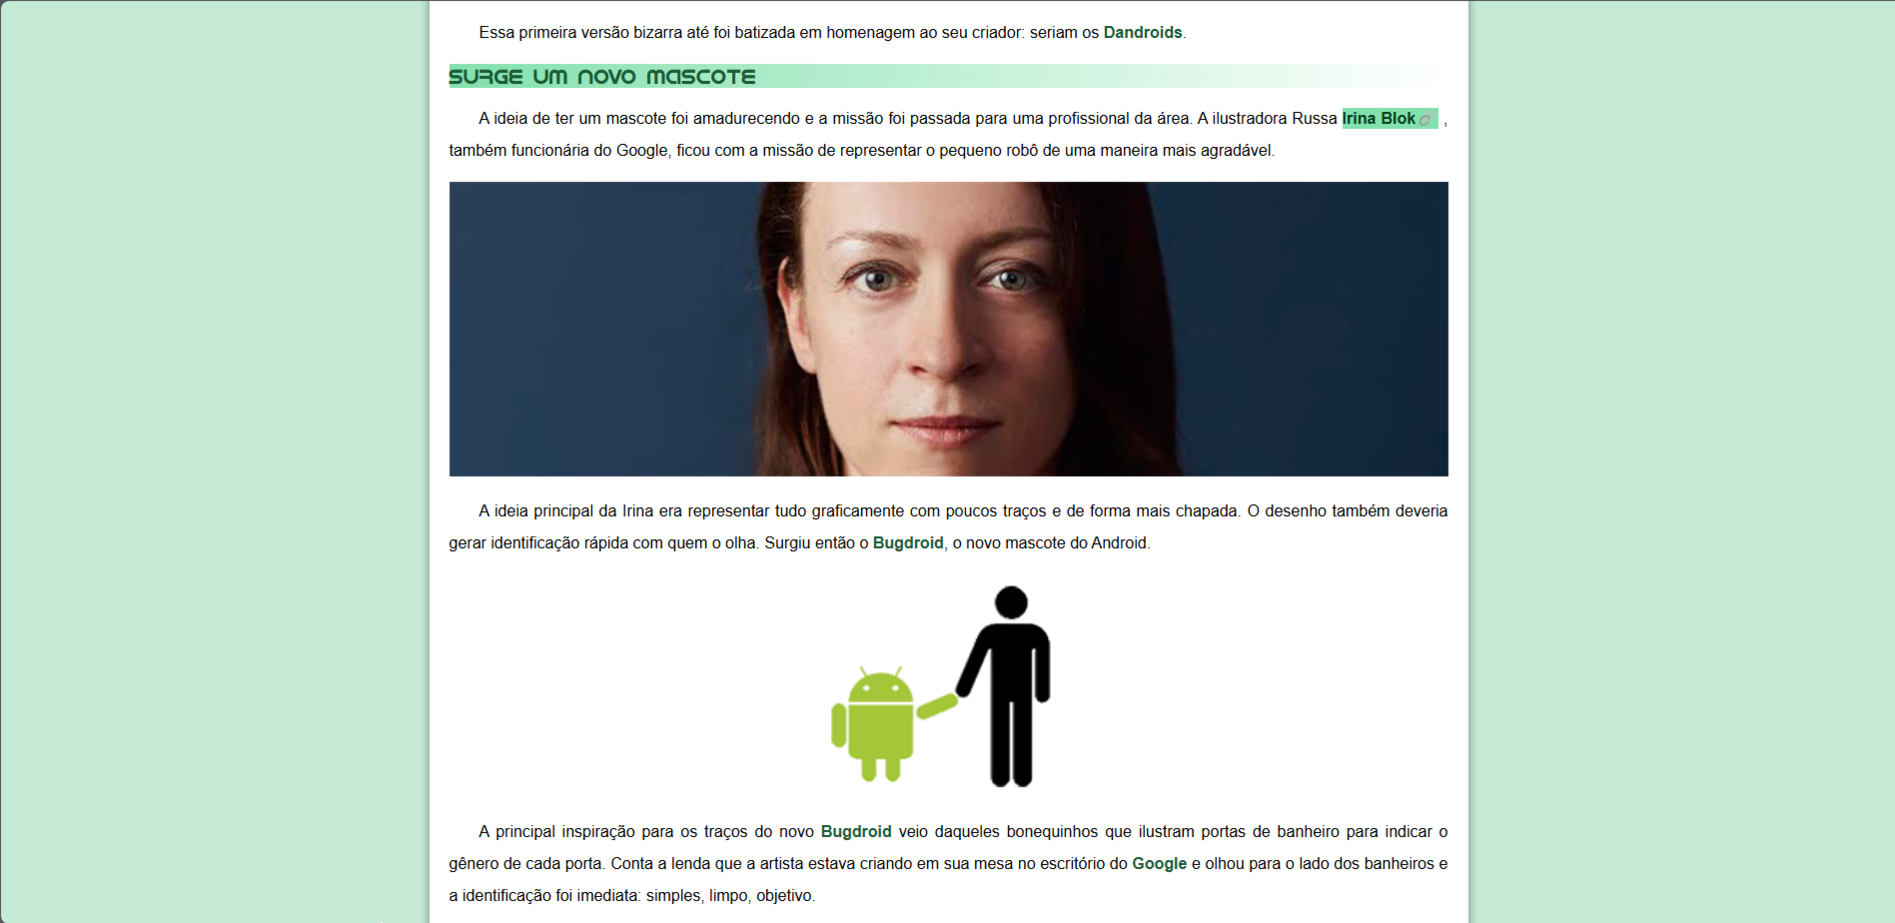 Essa primeira versão bizarra até foi batizada em homenagem ao seu criador: seriam os Dandroids.
SURGE UM NOVO MASCOTE
A ideia de ter um mascote foi amadurecendo e a missão foi passada para uma profissional da área. A ilustradora Russa Irina Blok ,
também funcionária do Google, ficou com a missão de representar o pequeno robô de uma maneira mais agradável.
A ideia principal da Irina era representar tudo graficamente com poucos traços e de forma mais chapada. O desenho também deveria
gerar identificação rápida com quem o olha. Surgiu então o Bugdroid, o novo mascote do Android.
A principal inspiração para os traços do novo Bugdroid veio daqueles bonequinhos que ilustram portas de banheiro para indicar o
gênero de cada porta. Conta a lenda que a artista estava criando em sua mesa no escritório do Google e olhou para o lado dos banheiros e
a identificação foi imediata: simples, limpo, objetivo.